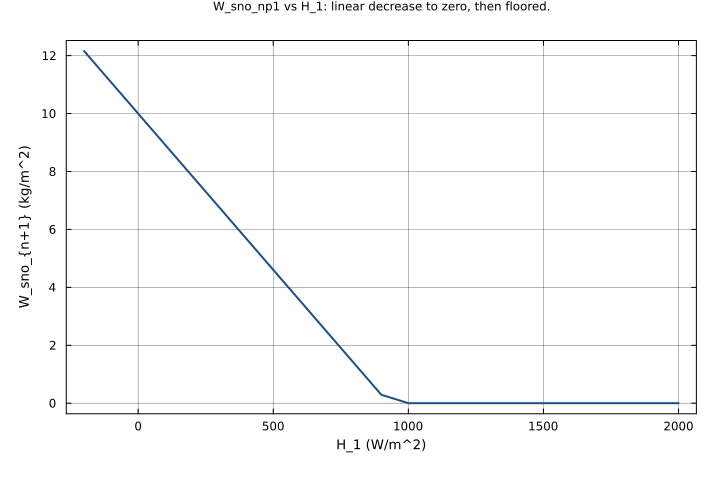 W_sno_np1 vs H_1: linear decrease to zero, then floored.
12
10
8
6
4
2
0
W_sno_{n+1} (kg/m^2)
0 500 1000 1500 2000
H_1 (W/m^2)